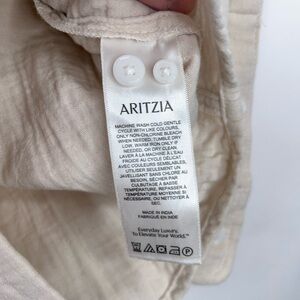 ARITZIA
MACHINE WASH COLD GENTLE
CYCLE WITH LIKE COLOURS,
ONLY NON-CHLORINE BLEACH
WHEN NEEDED, TUMBLE DRY
LOW, WARM IRON ONLY IF
NEEDED, OR DRY CLEAN
LAVER À LA MACHINE À L'EAU
FROIDE AU CYCLE DÉLICAT
AVEC COULEURS SEMBLABLES,
UTILISER SEULEMENT UN
JAVELLISANT SANS CHLORE AU
BESOIN, SÉCHER PAR
CULBUTAGE À BASSE
TEMPÉRATURE, REPASSER À
TEMPÉRATURE MOYENNE SI
NÉCESSAIRE, OU NETTOYER À
SEC.
MADE IN INDIA
FABRIQUÉ EN INDE
Everyday Luxury.
To Elevate Your World.™